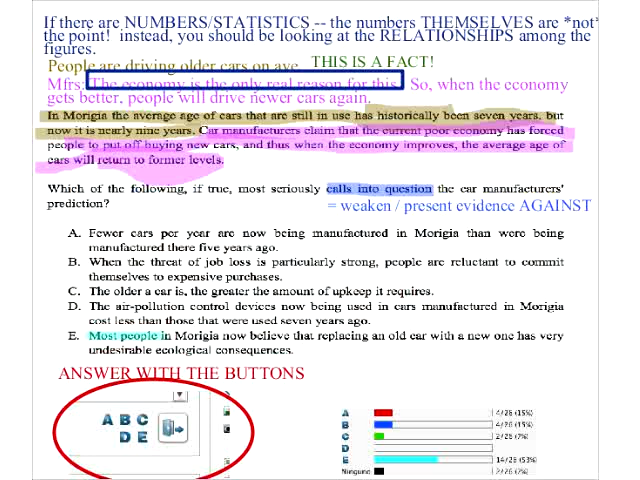 If there are NUMBERS/STATISTICS -- the numbers THEMSELVES are *not*
the point! instead, you should be looking at the RELATIONSHIPS among the
figures.
People are driving older cars on ave. THIS IS A FACT!
Mfrs: The economy is the only real reason for this. So, when the economy
gets better, people will drive newer cars again.
In Morigia the average age of cars that are still in use has historically been seven years, but
now it is nearly nine years. Car manufacturers claim that the current poor economy has forced
people to put off buying new cars, and thus when the economy improves, the average age of
cars will return to former levels.
Which of the following, if true, most seriously calls into question the car manufacturers'
prediction?
= weaken / present evidence AGAINST
A. Fewer cars per year are now being manufactured in Morigia than were being
manufactured there five years ago.
B. When the threat of job loss is particularly strong, people are reluctant to commit
themselves to expensive purchases.
C. The older a car is, the greater the amount of upkeep it requires.
D. The air-pollution control devices now being used in cars manufactured in Morigia
cost less than those that were used seven years ago.
E. Most people in Morigia now believe that replacing an old car with a new one has very
undesirable ecological consequences.
ANSWER WITH THE BUTTONS
A B C
D E
A 4/26 (15%)
B 4/26 (15%)
C 2/26 (7%)
D
E 14/26 (53%)
Ningund 2/26 (7%)